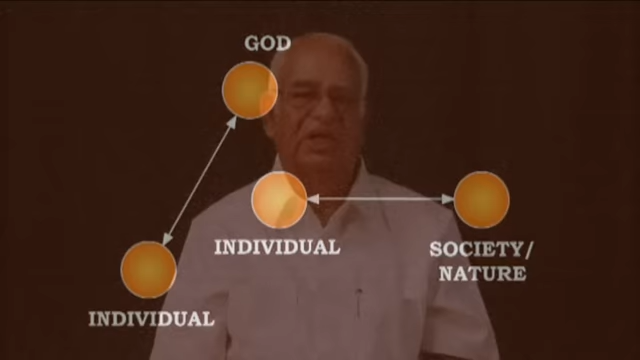 GOD
INDIVIDUAL
SOCIETY/
NATURE
INDIVIDUAL